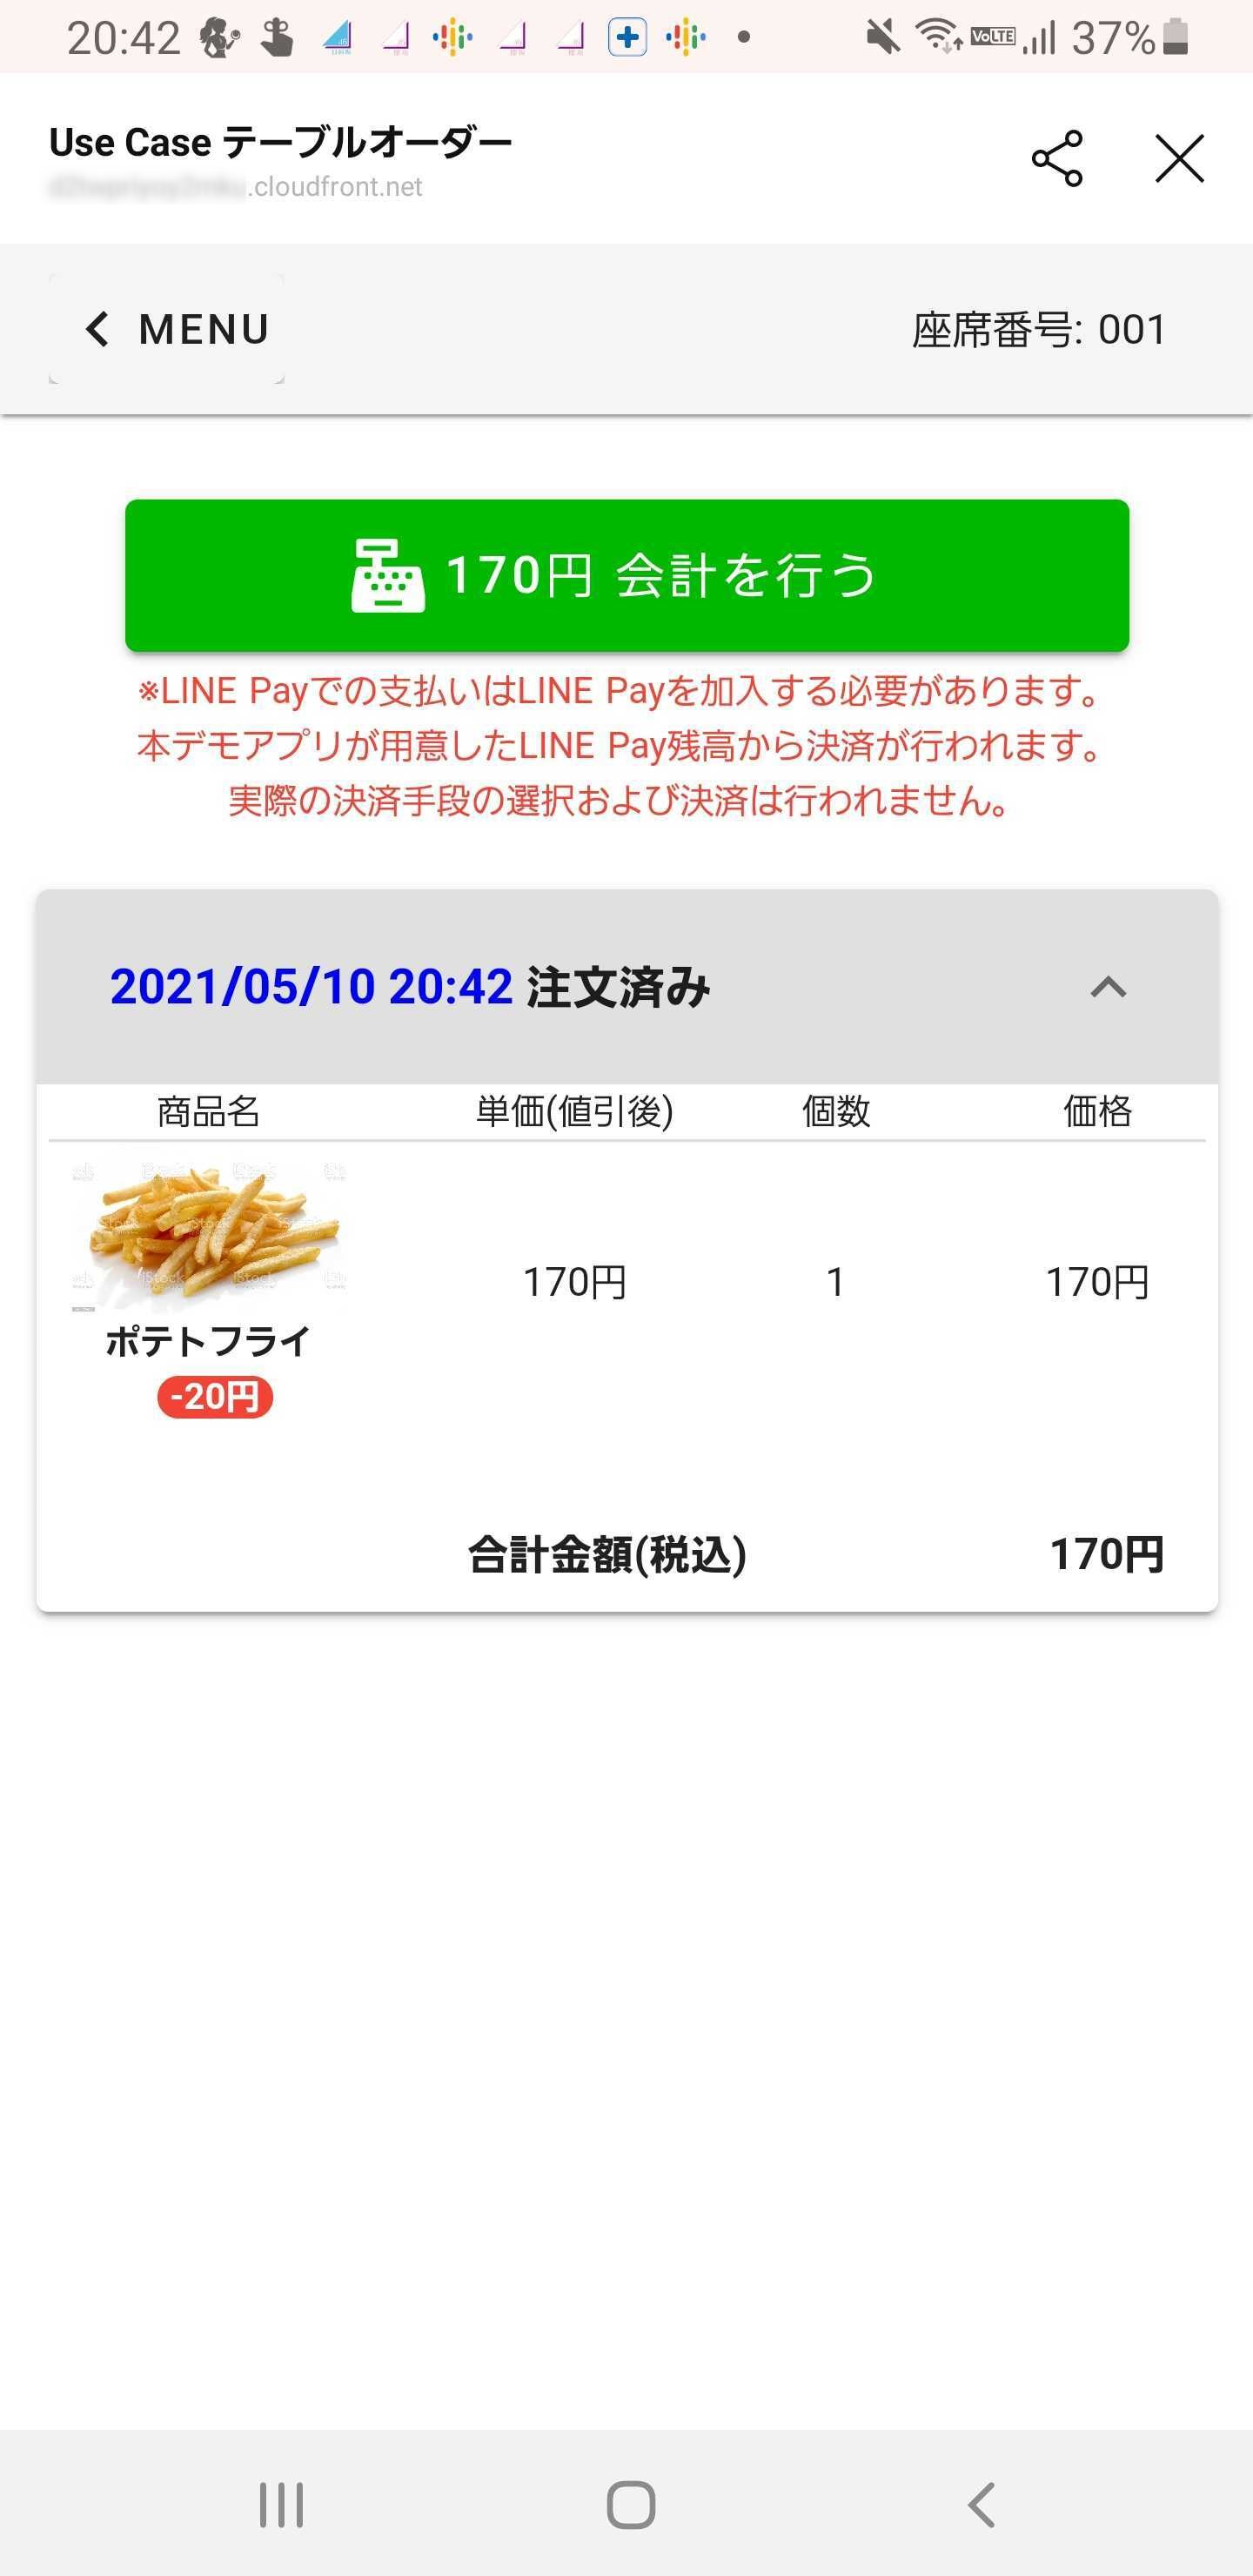 20:42 VoLTE 37%
Use Case テーブルオーダー
.cloudfront.net
MENU 座席番号: 001
170円 会計を行う
※LINE Payでの支払いはLINE Payを加入する必要があります。
本デモアプリが用意したLINE Pay残高から決済が行われます。
実際の決済手段の選択および決済は行われません。
2021/05/10 20:42 注文済み
商品名 単価(値引後) 個数 価格
iStock iStock iStock
iStock iStock
170円 1 170円
ポテトフライ
-20円
合計金額(税込) 170円